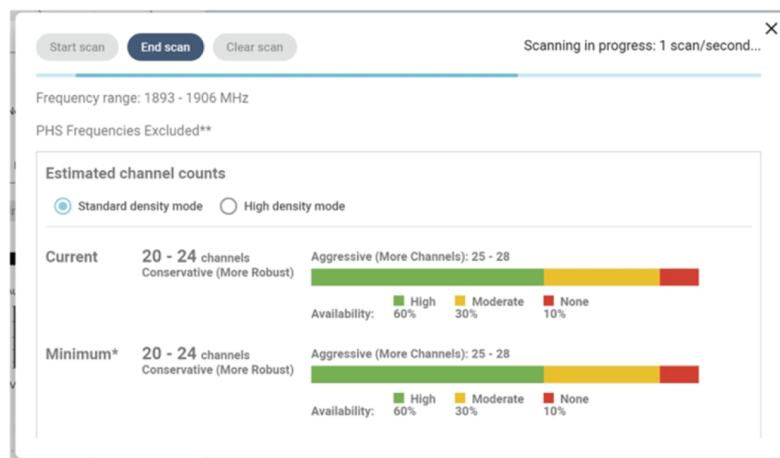 Start scan End scan Clear scan Scanning in progress: 1 scan/second...
Frequency range: 1893 - 1906 MHz
PHS Frequencies Excluded**
Estimated channel counts
Standard density mode High density mode
Current 20 - 24 channels Aggressive (More Channels): 25 - 28
Conservative (More Robust)
High Moderate None
Availability: 60% 30% 10%
Minimum* 20 - 24 channels Aggressive (More Channels): 25 - 28
Conservative (More Robust)
High Moderate None
Availability: 60% 30% 10%